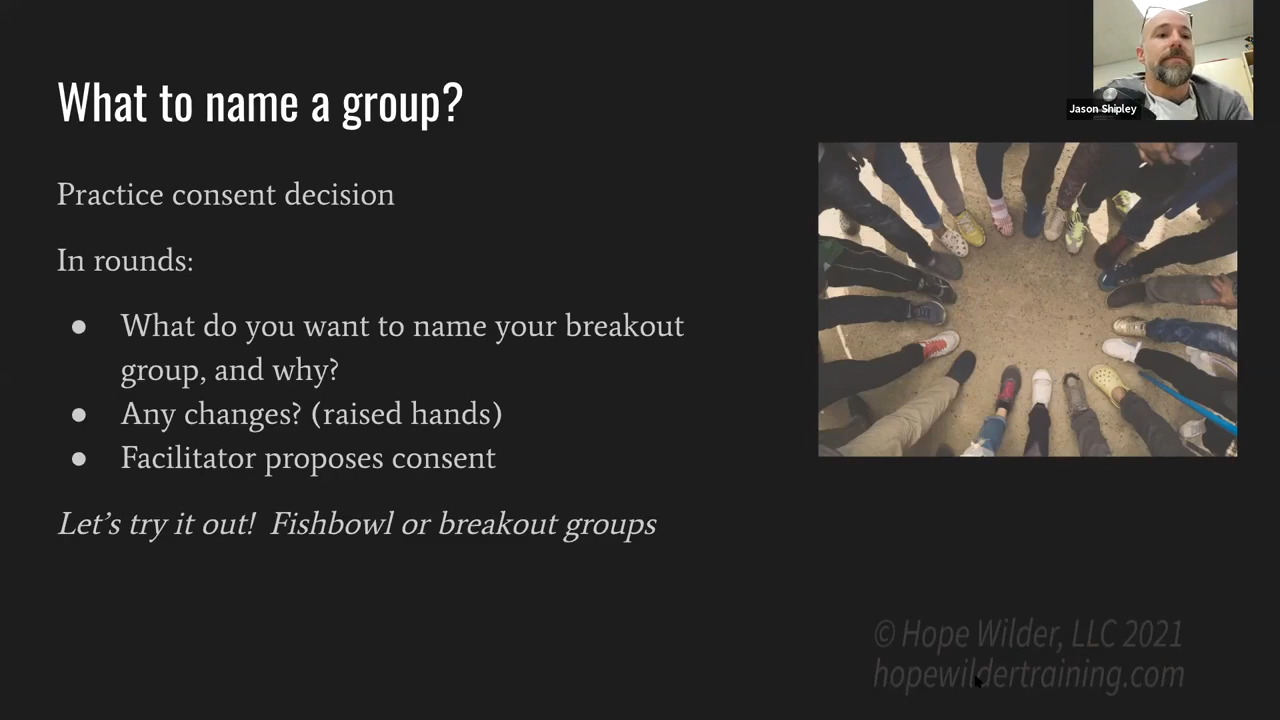 Jason Shipley
What to name a group?
Practice consent decision
In rounds:
● What do you want to name your breakout
group, and why?
● Any changes? (raised hands)
● Facilitator proposes consent
Let's try it out!  Fishbowl or breakout groups
© Hope Wilder, LLC 2021
hopewildertraining.com